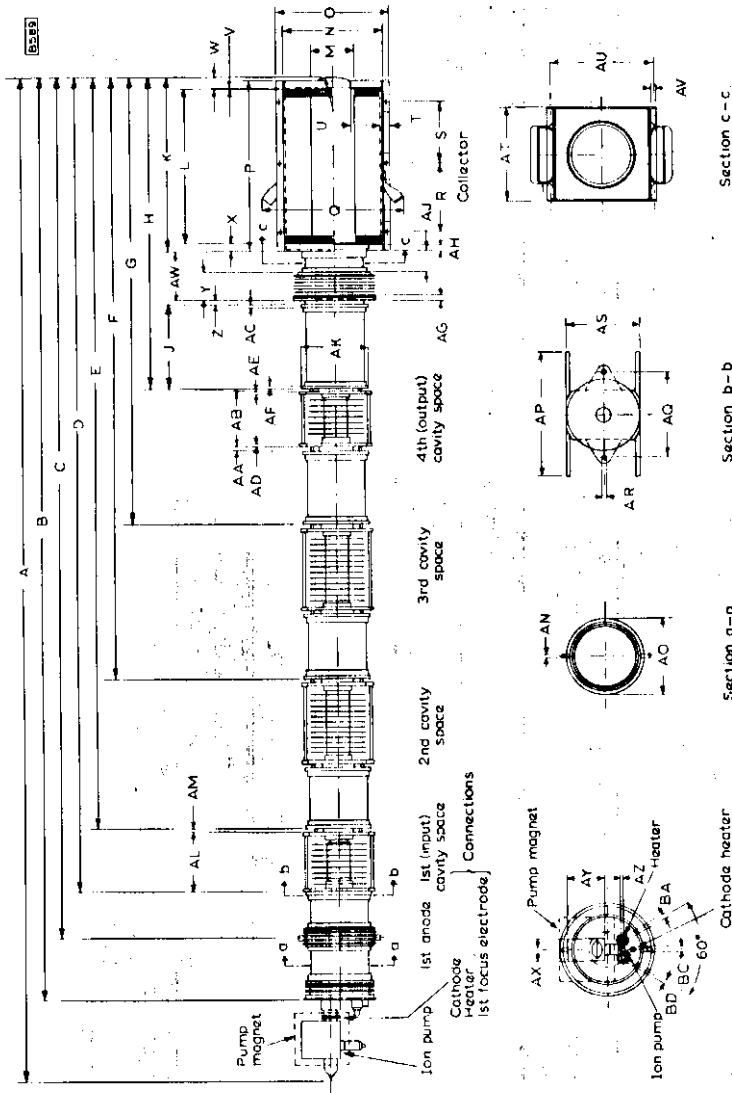 8589
A
B
C
D
E
F
G
H
J
K
L
AW
P
W
V
O
N
M
U
T
S
R
Q
X
Y
Z
AJ
AH
AC
AG
AE
AK
AB
AF
AA
AD
AM
AL
c
c
b
b
a
a
Collector
4th (output)
cavity space
3rd cavity
space
2nd cavity
space
1st (input)
cavity space
1st anode
Connections
Cathode
Heater
1st focus electrode
Ion pump
Pump
magnet
AU
AV
AT
Section c-c
AS
AP
AQ
AR
Section b-b
AN
AO
Section a-a
Pump magnet
AX
AY
AZ
Heater
BA
60°
BC
BD
Cathode heater
Ion pump